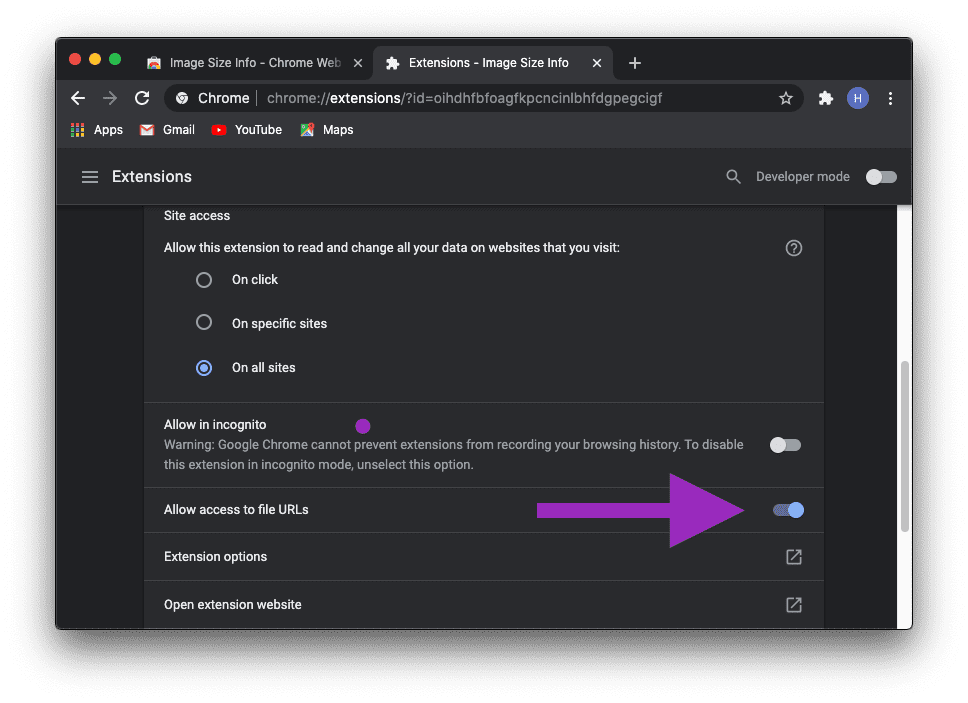 Image Size Info - Chrome Web
Extensions - Image Size Info
Chrome chrome://extensions/?id=oihdhfbfoagfkpcncinlbhfdgpegcigf
H
Apps Gmail YouTube Maps
Extensions Developer mode
Site access
Allow this extension to read and change all your data on websites that you visit:
On click
On specific sites
On all sites
Allow in incognito
Warning: Google Chrome cannot prevent extensions from recording your browsing history. To disable
this extension in incognito mode, unselect this option.
Allow access to file URLs
Extension options
Open extension website